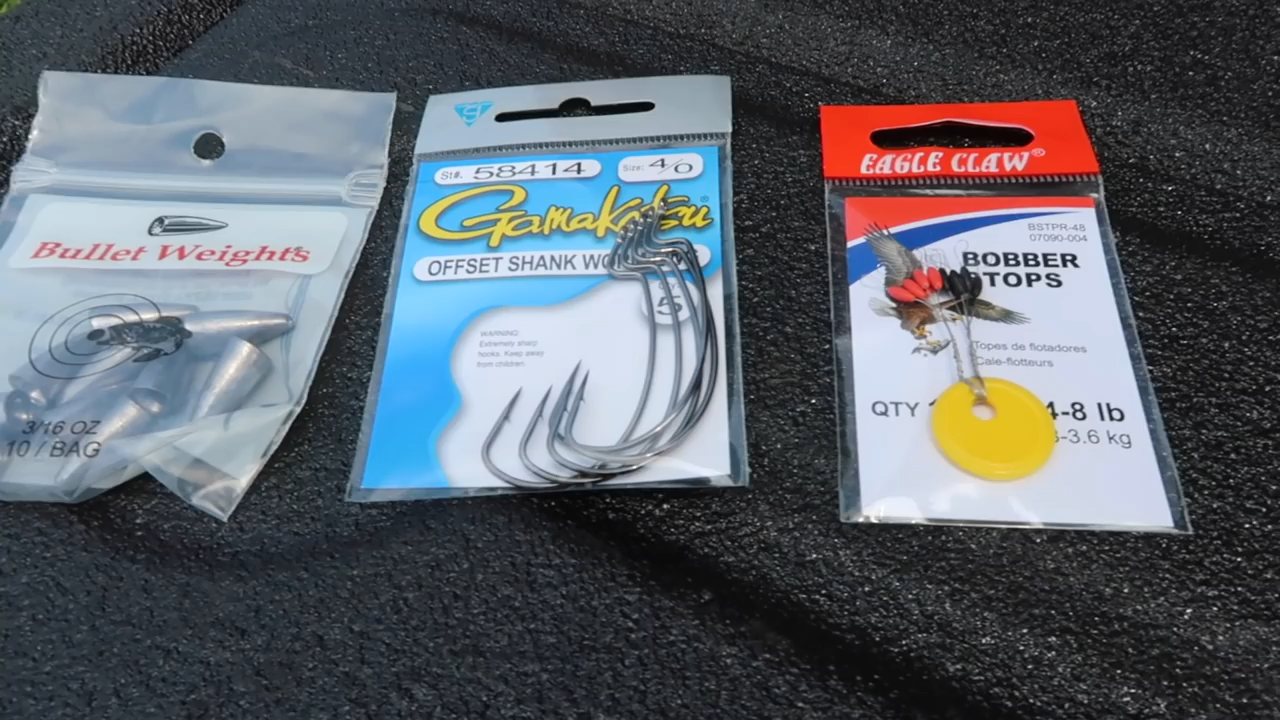 Bullet Weights
3/16 OZ
10 / BAG
St#. 58414
Size: 4/0
Gamakatsu
OFFSET SHANK
5
WARNING:
Extremely sharp
hooks. Keep away
from children.
EAGLE CLAW®
BSTPR-48
07090-004
BOBBER
STOPS
Topes de flotadores
Cale-flotteurs
QTY
4-8 lb
-3.6 kg